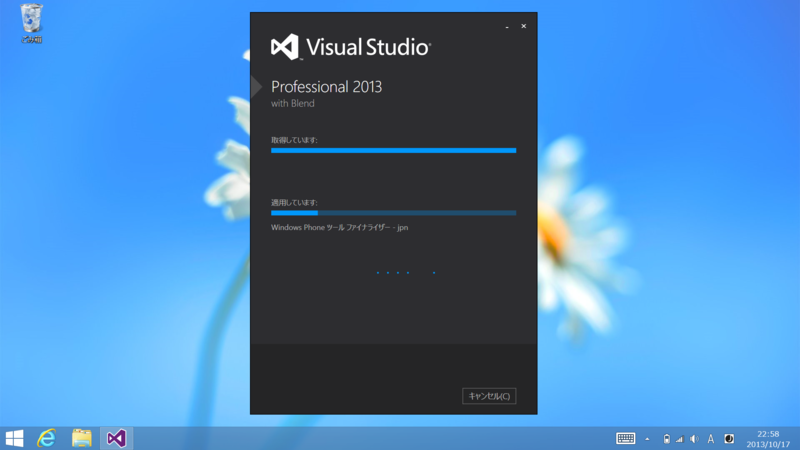 ごみ箱
Visual Studio
Professional 2013
with Blend
取得しています:
適用しています:
Windows Phone ツール ファイナライザー - jpn
キャンセル(C)
A
22:58
2013/10/17